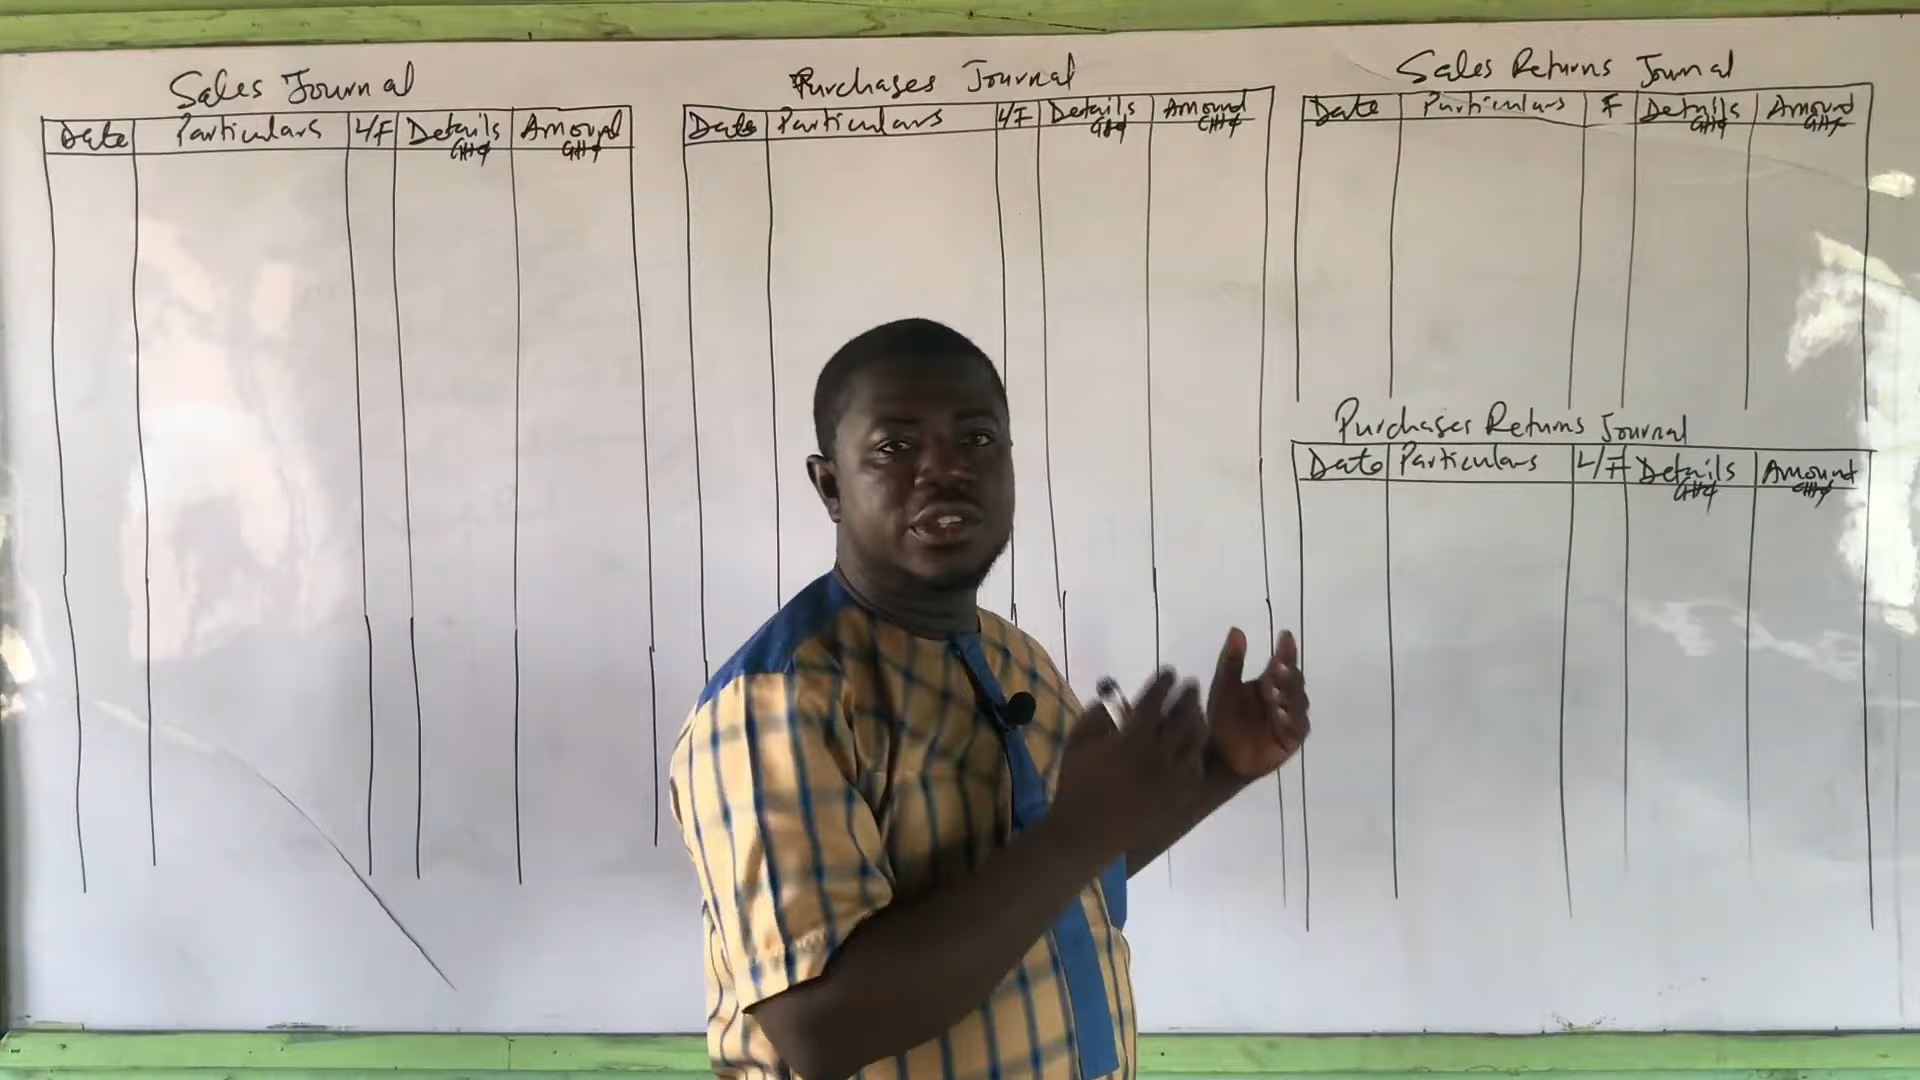 Sales Journal
Date Particulars L/F Details Amount
GH¢ GH¢
Purchases Journal
Date Particulars L/F Details Amount
GH¢ GH¢
Sales Returns Journal
Date Particulars F Details Amount
GH¢ GH¢
Purchases Returns Journal
Date Particulars L/F Details Amount
GH¢ GH¢